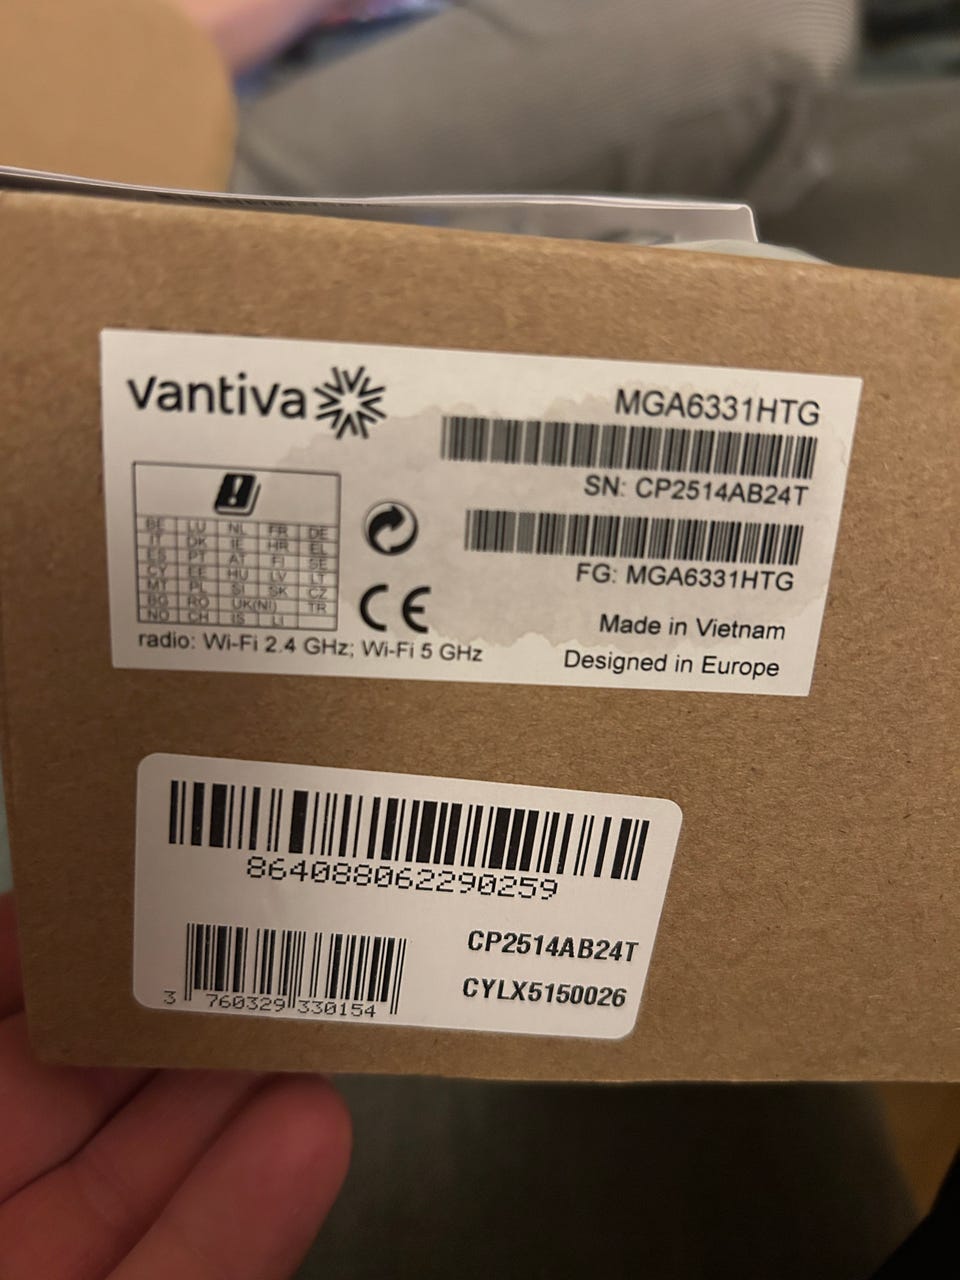 vantiva
MGA6331HTG
SN: CP2514AB24T
FG: MGA6331HTG
!
BE LU NL FR DE
IT DK IE HR EL
ES PT AT FI SE
CY EE HU LV LT
MT PL SI SK CZ
BG RO UK(NI) TR
NO CH IS LI
CE
Made in Vietnam
Designed in Europe
radio: Wi-Fi 2.4 GHz; Wi-Fi 5 GHz
864088062290259
CP2514AB24T
CYLX5150026
3 760329 330154